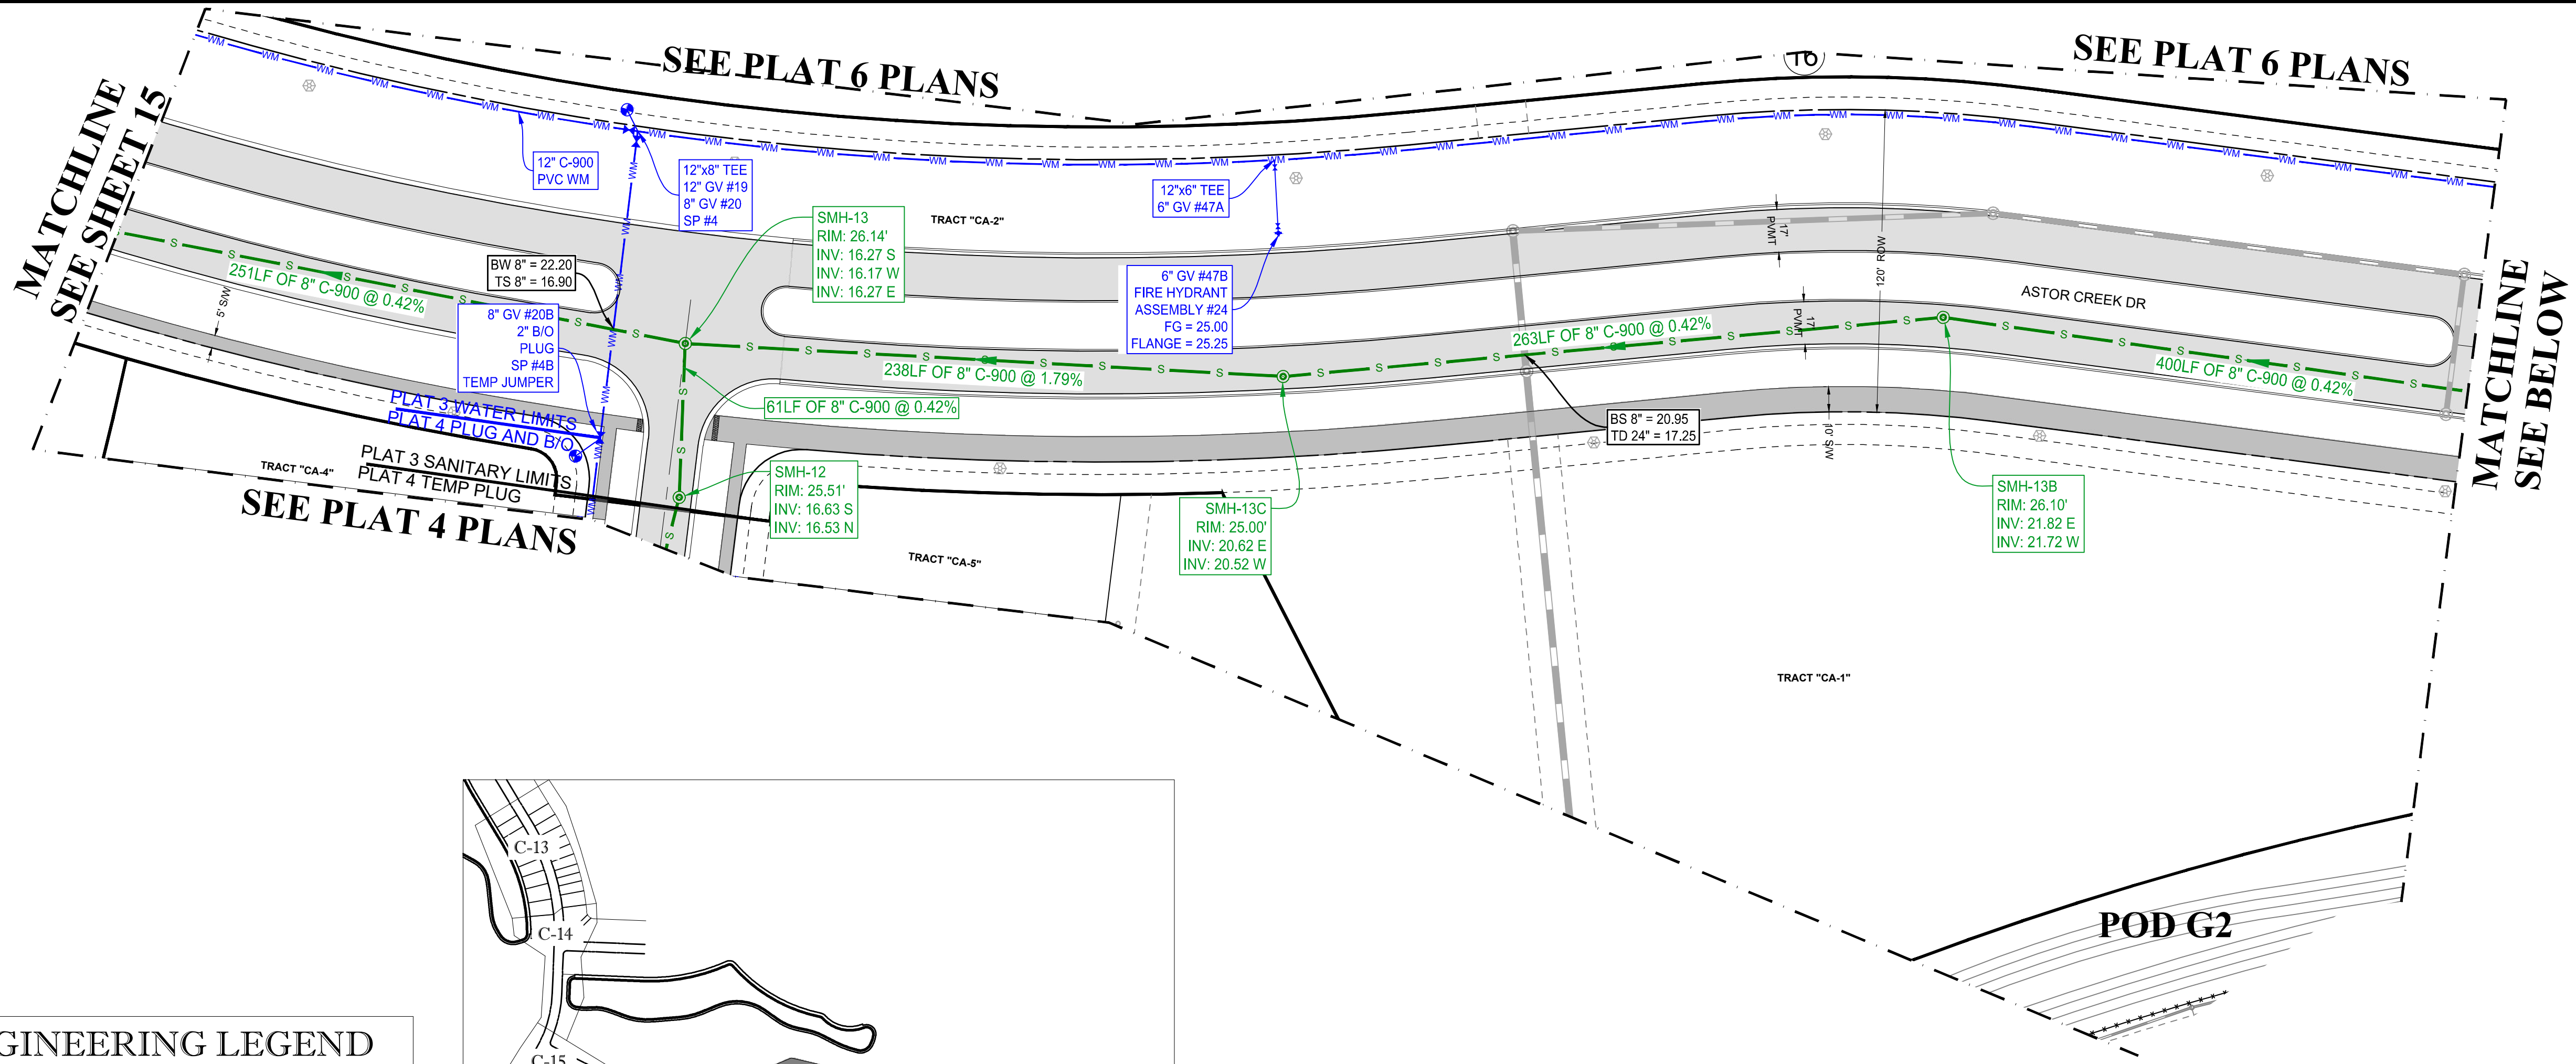 SEE PLAT 6 PLANS
SEE PLAT 6 PLANS
16
MATCHLINE
SEE SHEET 15
12" C-900
PVC WM
12"x8" TEE
12" GV #19
8" GV #20
SP #4
12"x6" TEE
6" GV #47A
TRACT "CA-2"
SMH-13
RIM: 26.14'
INV: 16.27 S
INV: 16.17 W
INV: 16.27 E
BW 8" = 22.20
TS 8" = 16.90
251LF OF 8" C-900 @ 0.42%
5' S/W
8" GV #20B
2" B/O
PLUG
SP #4B
TEMP JUMPER
6" GV #47B
FIRE HYDRANT
ASSEMBLY #24
FG = 25.00
FLANGE = 25.25
17'
PVMT
120' ROW
ASTOR CREEK DR
17'
PVMT
263LF OF 8" C-900 @ 0.42%
238LF OF 8" C-900 @ 1.79%
400LF OF 8" C-900 @ 0.42%
61LF OF 8" C-900 @ 0.42%
MATCHLINE
SEE BELOW
PLAT 3 WATER LIMITS
PLAT 4 PLUG AND B/O
PLAT 3 SANITARY LIMITS
PLAT 4 TEMP PLUG
TRACT "CA-4"
SEE PLAT 4 PLANS
BS 8" = 20.95
TD 24" = 17.25
10' S/W
SMH-12
RIM: 25.51'
INV: 16.63 S
INV: 16.53 N
SMH-13C
RIM: 25.00'
INV: 20.62 E
INV: 20.52 W
SMH-13B
RIM: 26.10'
INV: 21.82 E
INV: 21.72 W
TRACT "CA-5"
TRACT "CA-1"
POD G2
C-13
C-14
C-15
GINEERING LEGEND